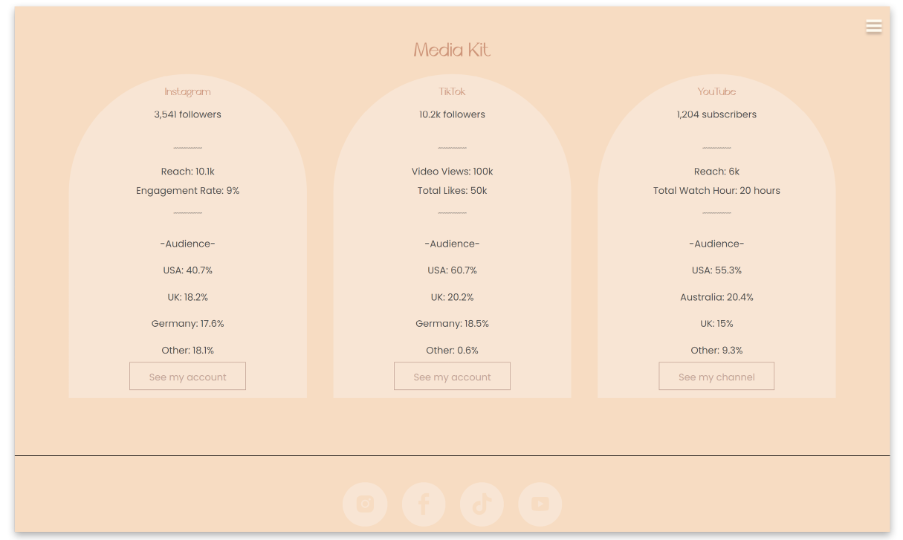 Media Kit.
Instagram
3,541 followers
Reach: 10.1k
Engagement Rate: 9%
-Audience-
USA: 40.7%
UK: 18.2%
Germany: 17.6%
Other: 18.1%
See my account
TikTok
10.2k followers
Video Views: 100k
Total Likes: 50k
-Audience-
USA: 60.7%
UK: 20.2%
Germany: 18.5%
Other: 0.6%
See my account
YouTube
1,204 subscribers
Reach: 6k
Total Watch Hour: 20 hours
-Audience-
USA: 55.3%
Australia: 20.4%
UK: 15%
Other: 9.3%
See my channel